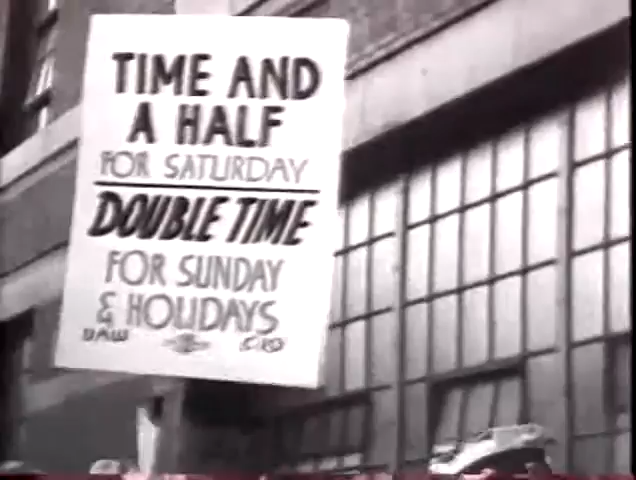 TIME AND
A HALF
FOR SATURDAY
DOUBLE TIME
FOR SUNDAY
& HOLIDAYS
UAW CIO